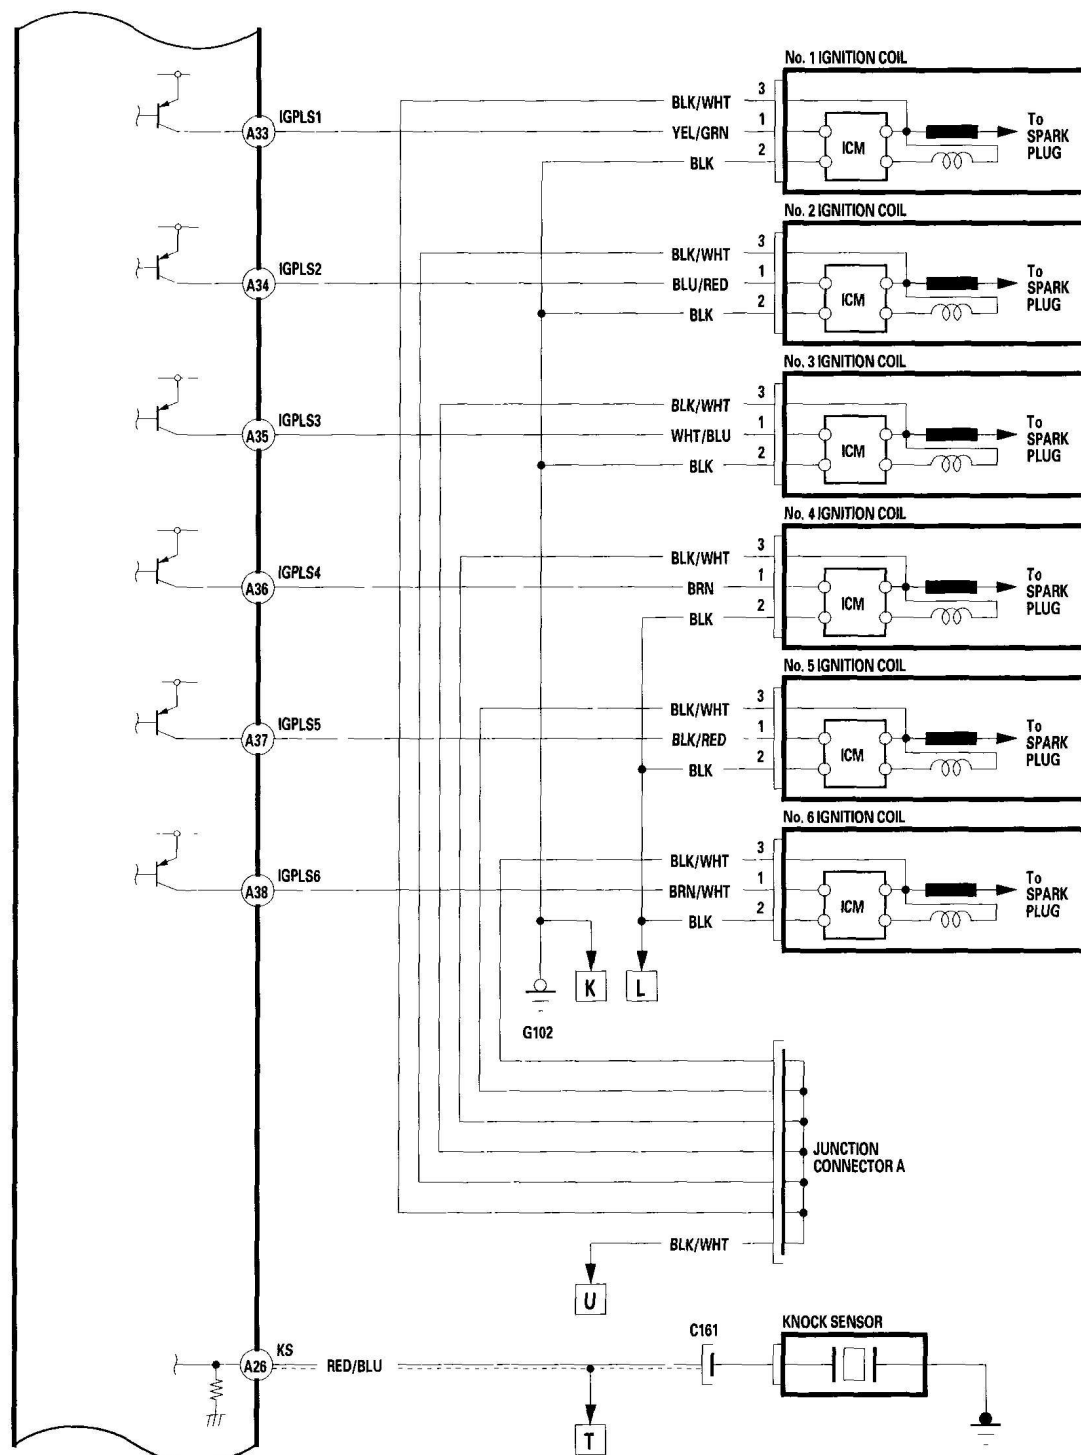 No. 1 IGNITION COIL
IGPLS1
A33
BLK/WHT
YEL/GRN
BLK
3
1
2
ICM
To
SPARK
PLUG
No. 2 IGNITION COIL
IGPLS2
A34
BLK/WHT
BLU/RED
BLK
3
1
2
ICM
To
SPARK
PLUG
No. 3 IGNITION COIL
IGPLS3
A35
BLK/WHT
WHT/BLU
BLK
3
1
2
ICM
To
SPARK
PLUG
No. 4 IGNITION COIL
IGPLS4
A36
BLK/WHT
BRN
BLK
3
1
2
ICM
To
SPARK
PLUG
No. 5 IGNITION COIL
IGPLS5
A37
BLK/WHT
BLK/RED
BLK
3
1
2
ICM
To
SPARK
PLUG
No. 6 IGNITION COIL
IGPLS6
A38
BLK/WHT
BRN/WHT
BLK
3
1
2
ICM
To
SPARK
PLUG
K
L
G102
JUNCTION
CONNECTOR A
BLK/WHT
U
KS
A26
RED/BLU
C161
KNOCK SENSOR
T